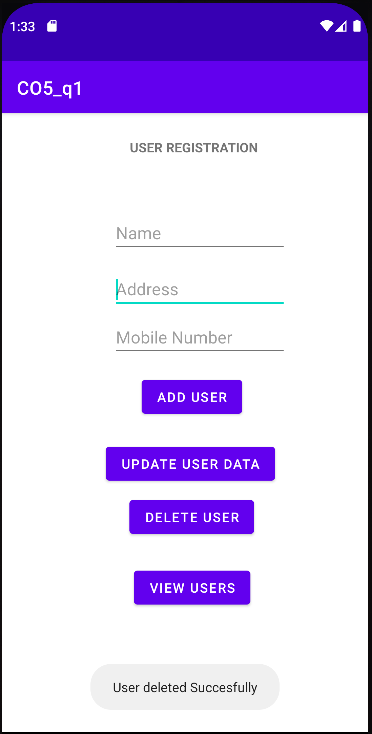 1:33
CO5_q1
USER REGISTRATION
Name
Address
Mobile Number
ADD USER
UPDATE USER DATA
DELETE USER
VIEW USERS
User deleted Succesfully